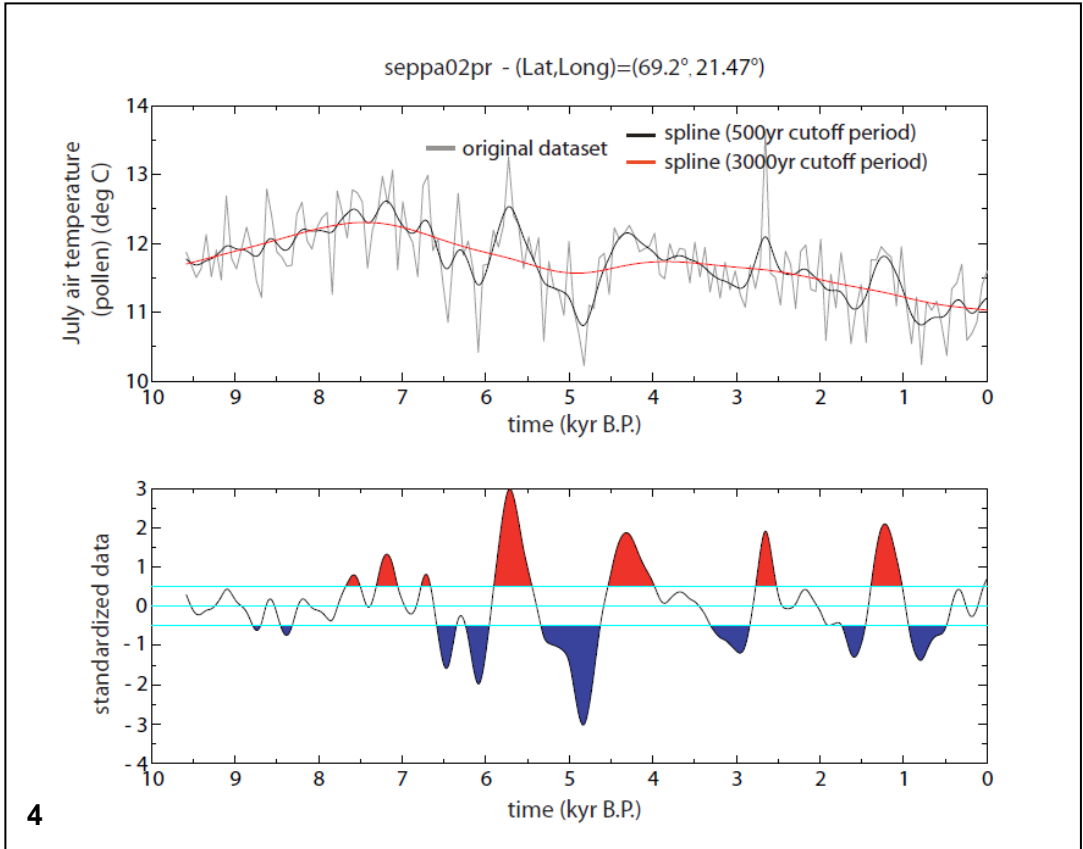 seppa02pr - (Lat,Long)=(69.2°, 21.47°)
July air temperature
(pollen) (deg C)
14
13
12
11
10
original dataset
spline (500yr cutoff period)
spline (3000yr cutoff period)
10 9 8 7 6 5 4 3 2 1 0
time (kyr B.P.)
standardized data
3
2
1
0
- 1
- 2
- 3
- 4
10 9 8 7 6 5 4 3 2 1 0
time (kyr B.P.)
4